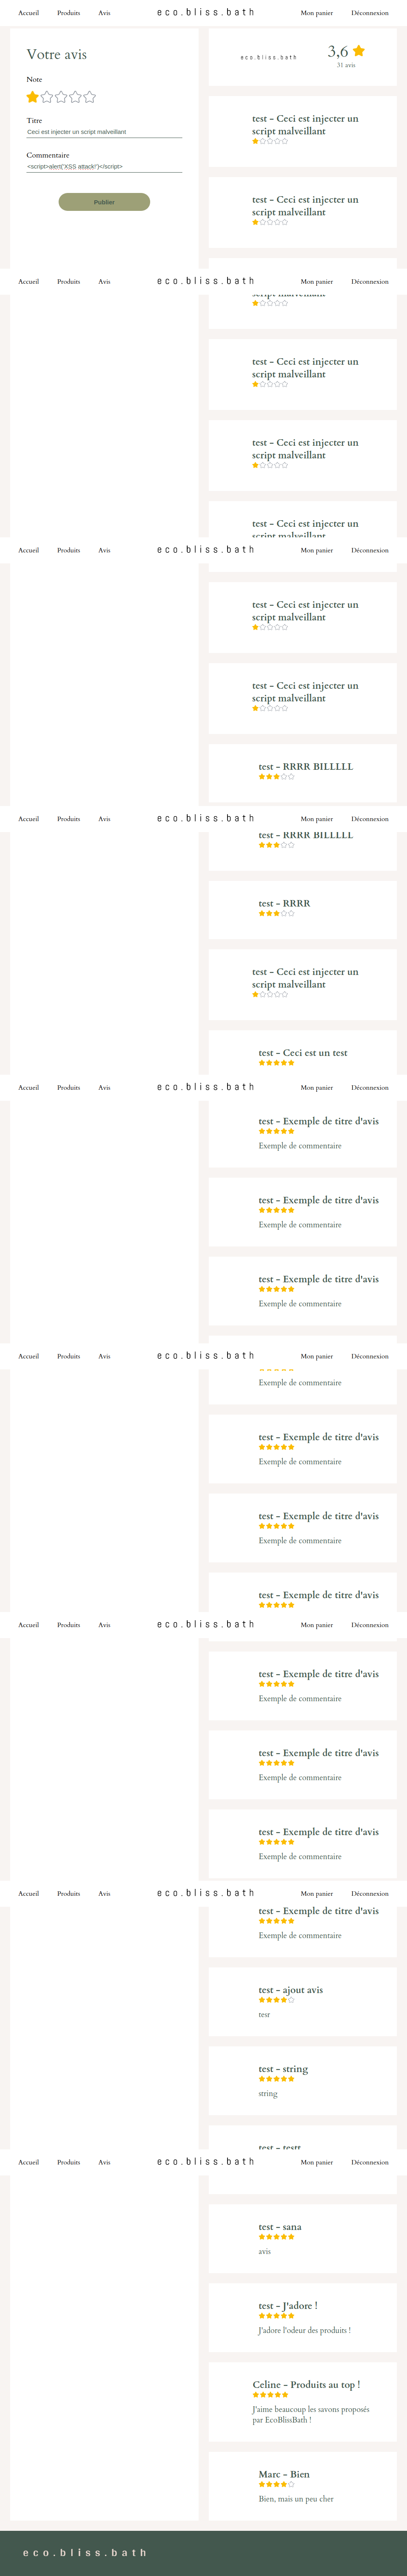 Accueil Produits Avis eco.bliss.bath Mon panier Déconnexion
Votre avis
Note
Titre
Ceci est injecter un script malveillant
Commentaire
<script>alert('XSS attack!')</script>
Publier
eco.bliss.bath
3,6
31 avis
test - Ceci est injecter un
script malveillant
test - Ceci est injecter un
script malveillant
Accueil Produits Avis eco.bliss.bath Mon panier Déconnexion
script malveillant
test - Ceci est injecter un
script malveillant
test - Ceci est injecter un
script malveillant
test - Ceci est injecter un
script malveillant
Accueil Produits Avis eco.bliss.bath Mon panier Déconnexion
test - Ceci est injecter un
script malveillant
test - Ceci est injecter un
script malveillant
test - RRRR BILLLLL
Accueil Produits Avis eco.bliss.bath Mon panier Déconnexion
test - RRRR BILLLLL
test - RRRR
test - Ceci est injecter un
script malveillant
test - Ceci est un test
Accueil Produits Avis eco.bliss.bath Mon panier Déconnexion
test - Exemple de titre d'avis
Exemple de commentaire
test - Exemple de titre d'avis
Exemple de commentaire
test - Exemple de titre d'avis
Exemple de commentaire
Accueil Produits Avis eco.bliss.bath Mon panier Déconnexion
Exemple de commentaire
test - Exemple de titre d'avis
Exemple de commentaire
test - Exemple de titre d'avis
Exemple de commentaire
test - Exemple de titre d'avis
Accueil Produits Avis eco.bliss.bath Mon panier Déconnexion
test - Exemple de titre d'avis
Exemple de commentaire
test - Exemple de titre d'avis
Exemple de commentaire
test - Exemple de titre d'avis
Exemple de commentaire
Accueil Produits Avis eco.bliss.bath Mon panier Déconnexion
test - Exemple de titre d'avis
Exemple de commentaire
test - ajout avis
tesr
test - string
string
test - testt
Accueil Produits Avis eco.bliss.bath Mon panier Déconnexion
test - sana
avis
test - J'adore !
J'adore l'odeur des produits !
Celine - Produits au top !
J'aime beaucoup les savons proposés
par EcoBlissBath !
Marc - Bien
Bien, mais un peu cher
eco.bliss.bath